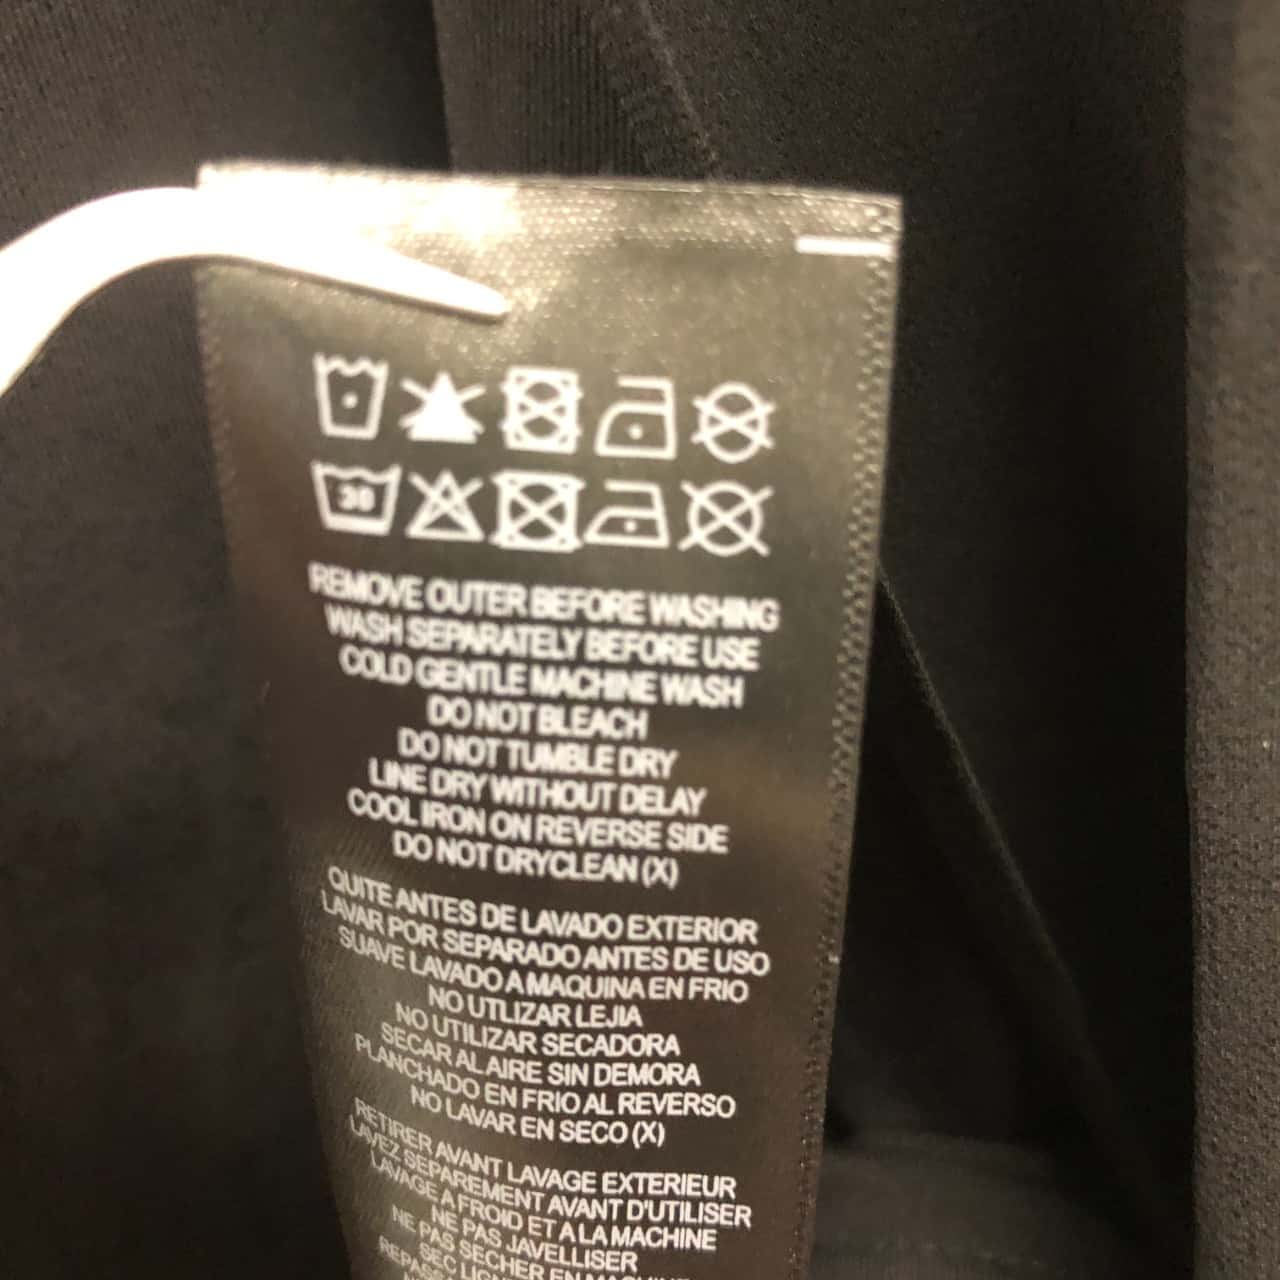 30
REMOVE OUTER BEFORE WASHING
WASH SEPARATELY BEFORE USE
COLD GENTLE MACHINE WASH
DO NOT BLEACH
DO NOT TUMBLE DRY
LINE DRY WITHOUT DELAY
COOL IRON ON REVERSE SIDE
DO NOT DRYCLEAN (X)
QUITE ANTES DE LAVADO EXTERIOR
LAVAR POR SEPARADO ANTES DE USO
SUAVE LAVADO A MAQUINA EN FRIO
NO UTLIZAR LEJIA
NO UTILIZAR SECADORA
SECAR AL AIRE SIN DEMORA
PLANCHADO EN FRIO AL REVERSO
NO LAVAR EN SECO (X)
RETIRER AVANT LAVAGE EXTERIEUR
LAVEZ SEPAREMENT AVANT D'UTILISER
LAVAGE A FROID ET A LA MACHINE
NE PAS JAVELLISER
NE PAS SECHER EN
SEC